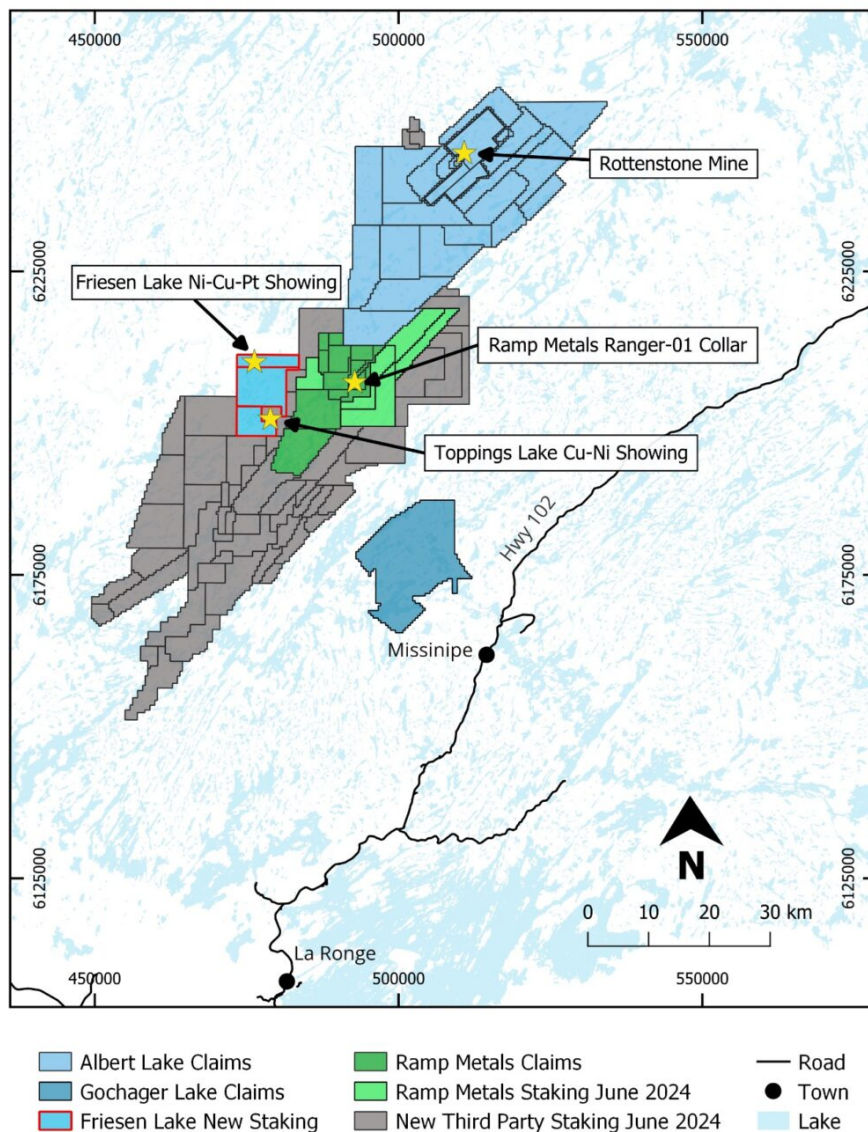 450000 500000 550000
Rottenstone Mine
6225000 6225000
Friesen Lake Ni-Cu-Pt Showing
Ramp Metals Ranger-01 Collar
Toppings Lake Cu-Ni Showing
Hwy 102
6175000 6175000
Missinipe
N
6125000 6125000
0 10 20 30 km
La Ronge
450000 500000 550000
Albert Lake Claims
Gochager Lake Claims
Friesen Lake New Staking
Ramp Metals Claims
Ramp Metals Staking June 2024
New Third Party Staking June 2024
Road
Town
Lake